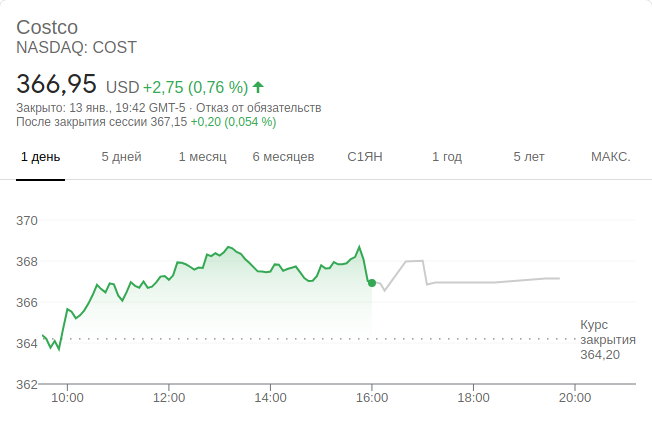 Costco
NASDAQ: COST
366,95 USD +2,75 (0,76 %)
Закрыто: 13 янв., 19:42 GMT-5 · Отказ от обязательств
После закрытия сессии 367,15 +0,20 (0,054 %)
1 день 5 дней 1 месяц 6 месяцев С1ЯН 1 год 5 лет МАКС.
370
368
366
364
362
Курс
закрытия
364,20
10:00 12:00 14:00 16:00 18:00 20:00